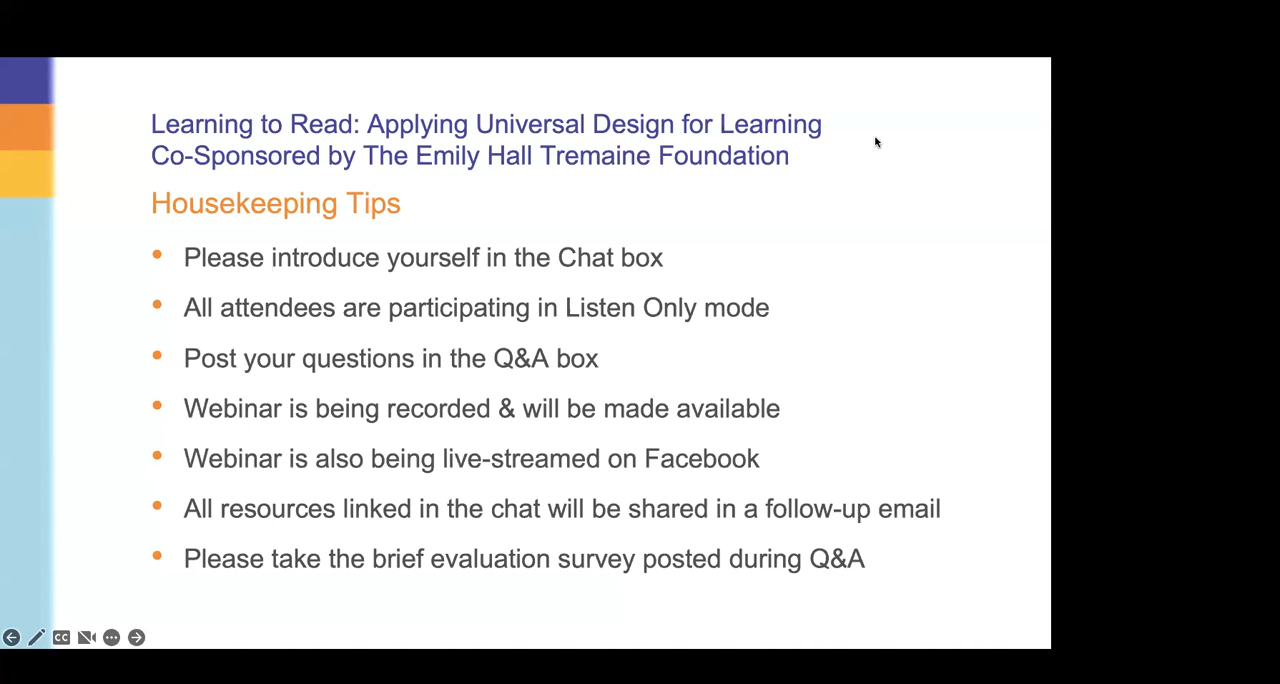 Learning to Read: Applying Universal Design for Learning
Co-Sponsored by The Emily Hall Tremaine Foundation
Housekeeping Tips
• Please introduce yourself in the Chat box
• All attendees are participating in Listen Only mode
• Post your questions in the Q&A box
• Webinar is being recorded & will be made available
• Webinar is also being live-streamed on Facebook
• All resources linked in the chat will be shared in a follow-up email
• Please take the brief evaluation survey posted during Q&A
CC